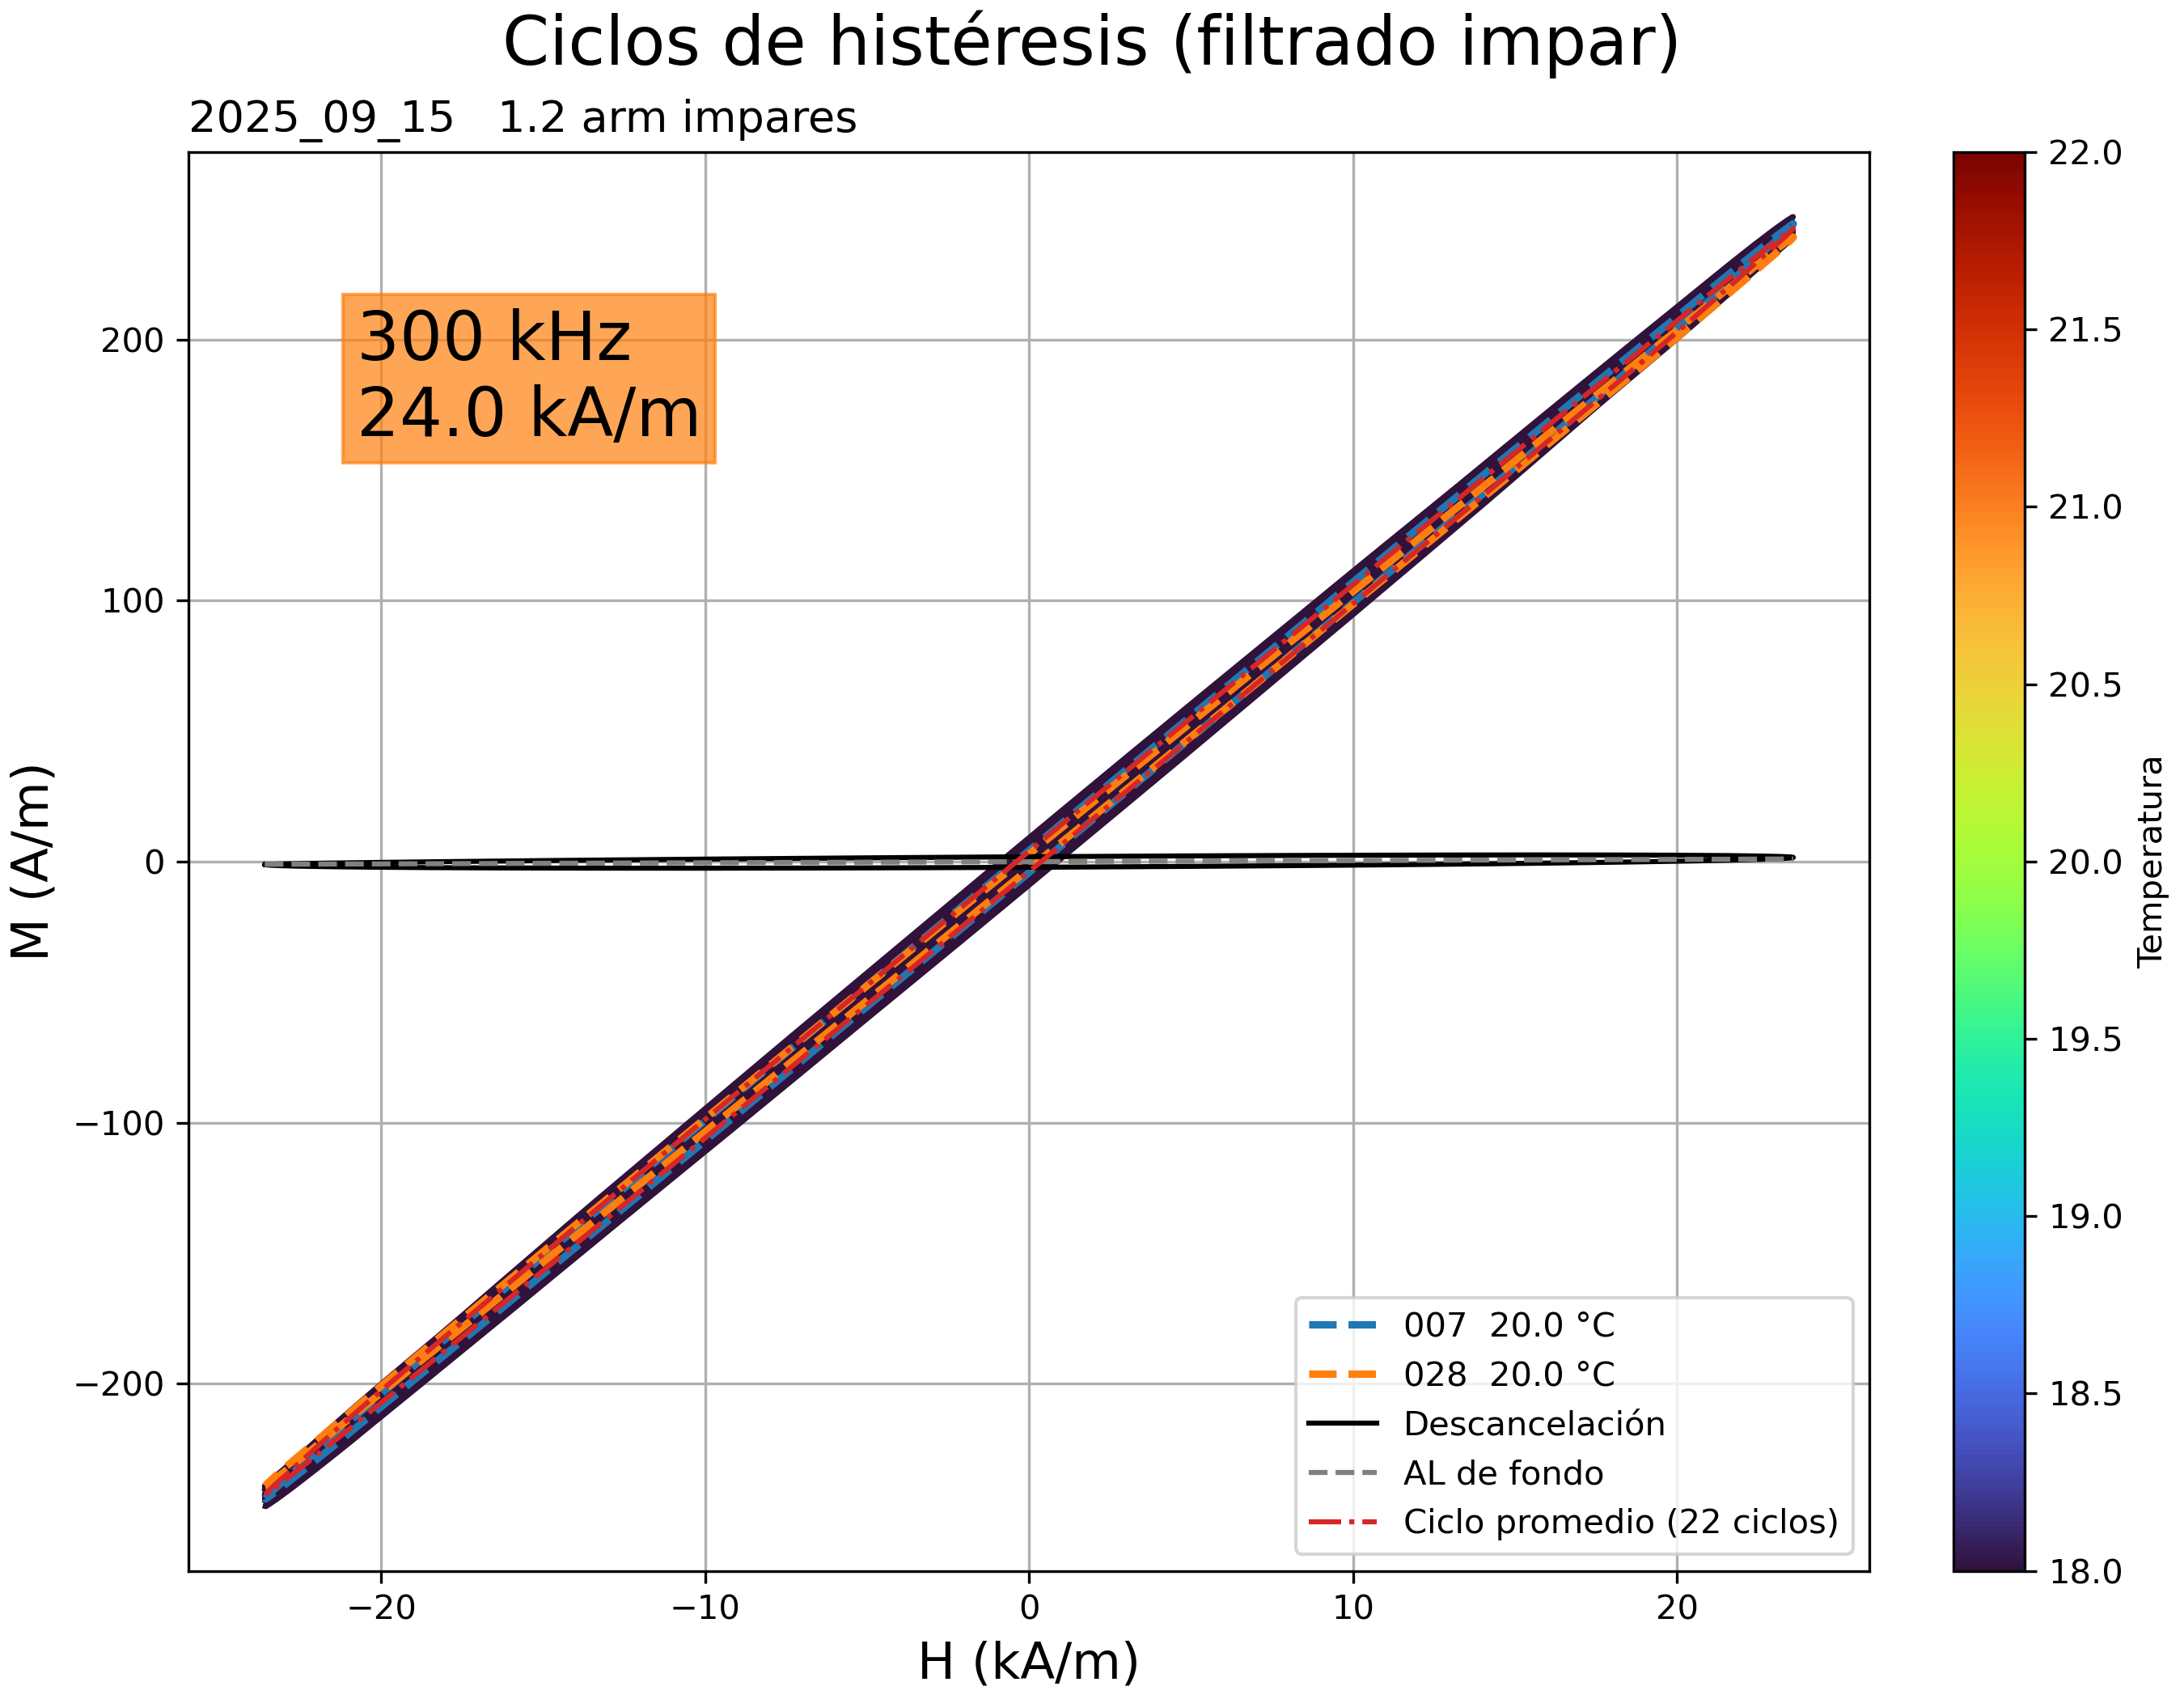 Ciclos de histéresis (filtrado impar)
2025_09_15   1.2 arm impares
300 kHz
24.0 kA/m
M (A/m)
200
100
0
−100
−200
−20
−10
0
10
20
H (kA/m)
007  20.0 °C
028  20.0 °C
Descancelación
AL de fondo
Ciclo promedio (22 ciclos)
22.0
21.5
21.0
20.5
20.0
19.5
19.0
18.5
18.0
Temperatura